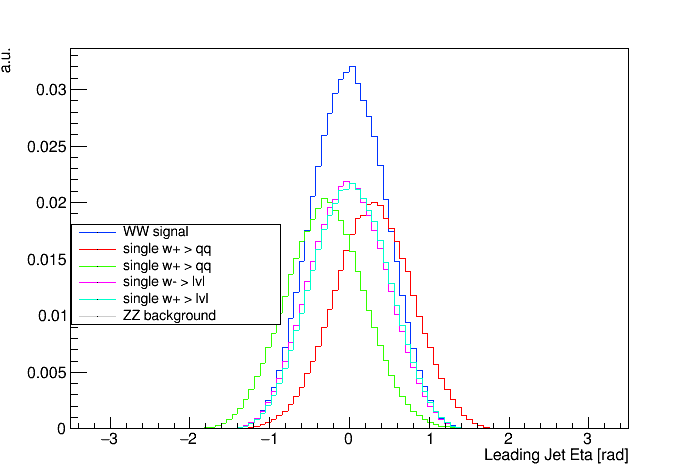 a.u.
0.03
0.025
0.02
0.015
0.01
0.005
0
WW signal
single w+ > qq
single w+ > qq
single w- > lvl
single w+ > lvl
ZZ background
−3 −2 −1 0 1 2 3
Leading Jet Eta [rad]